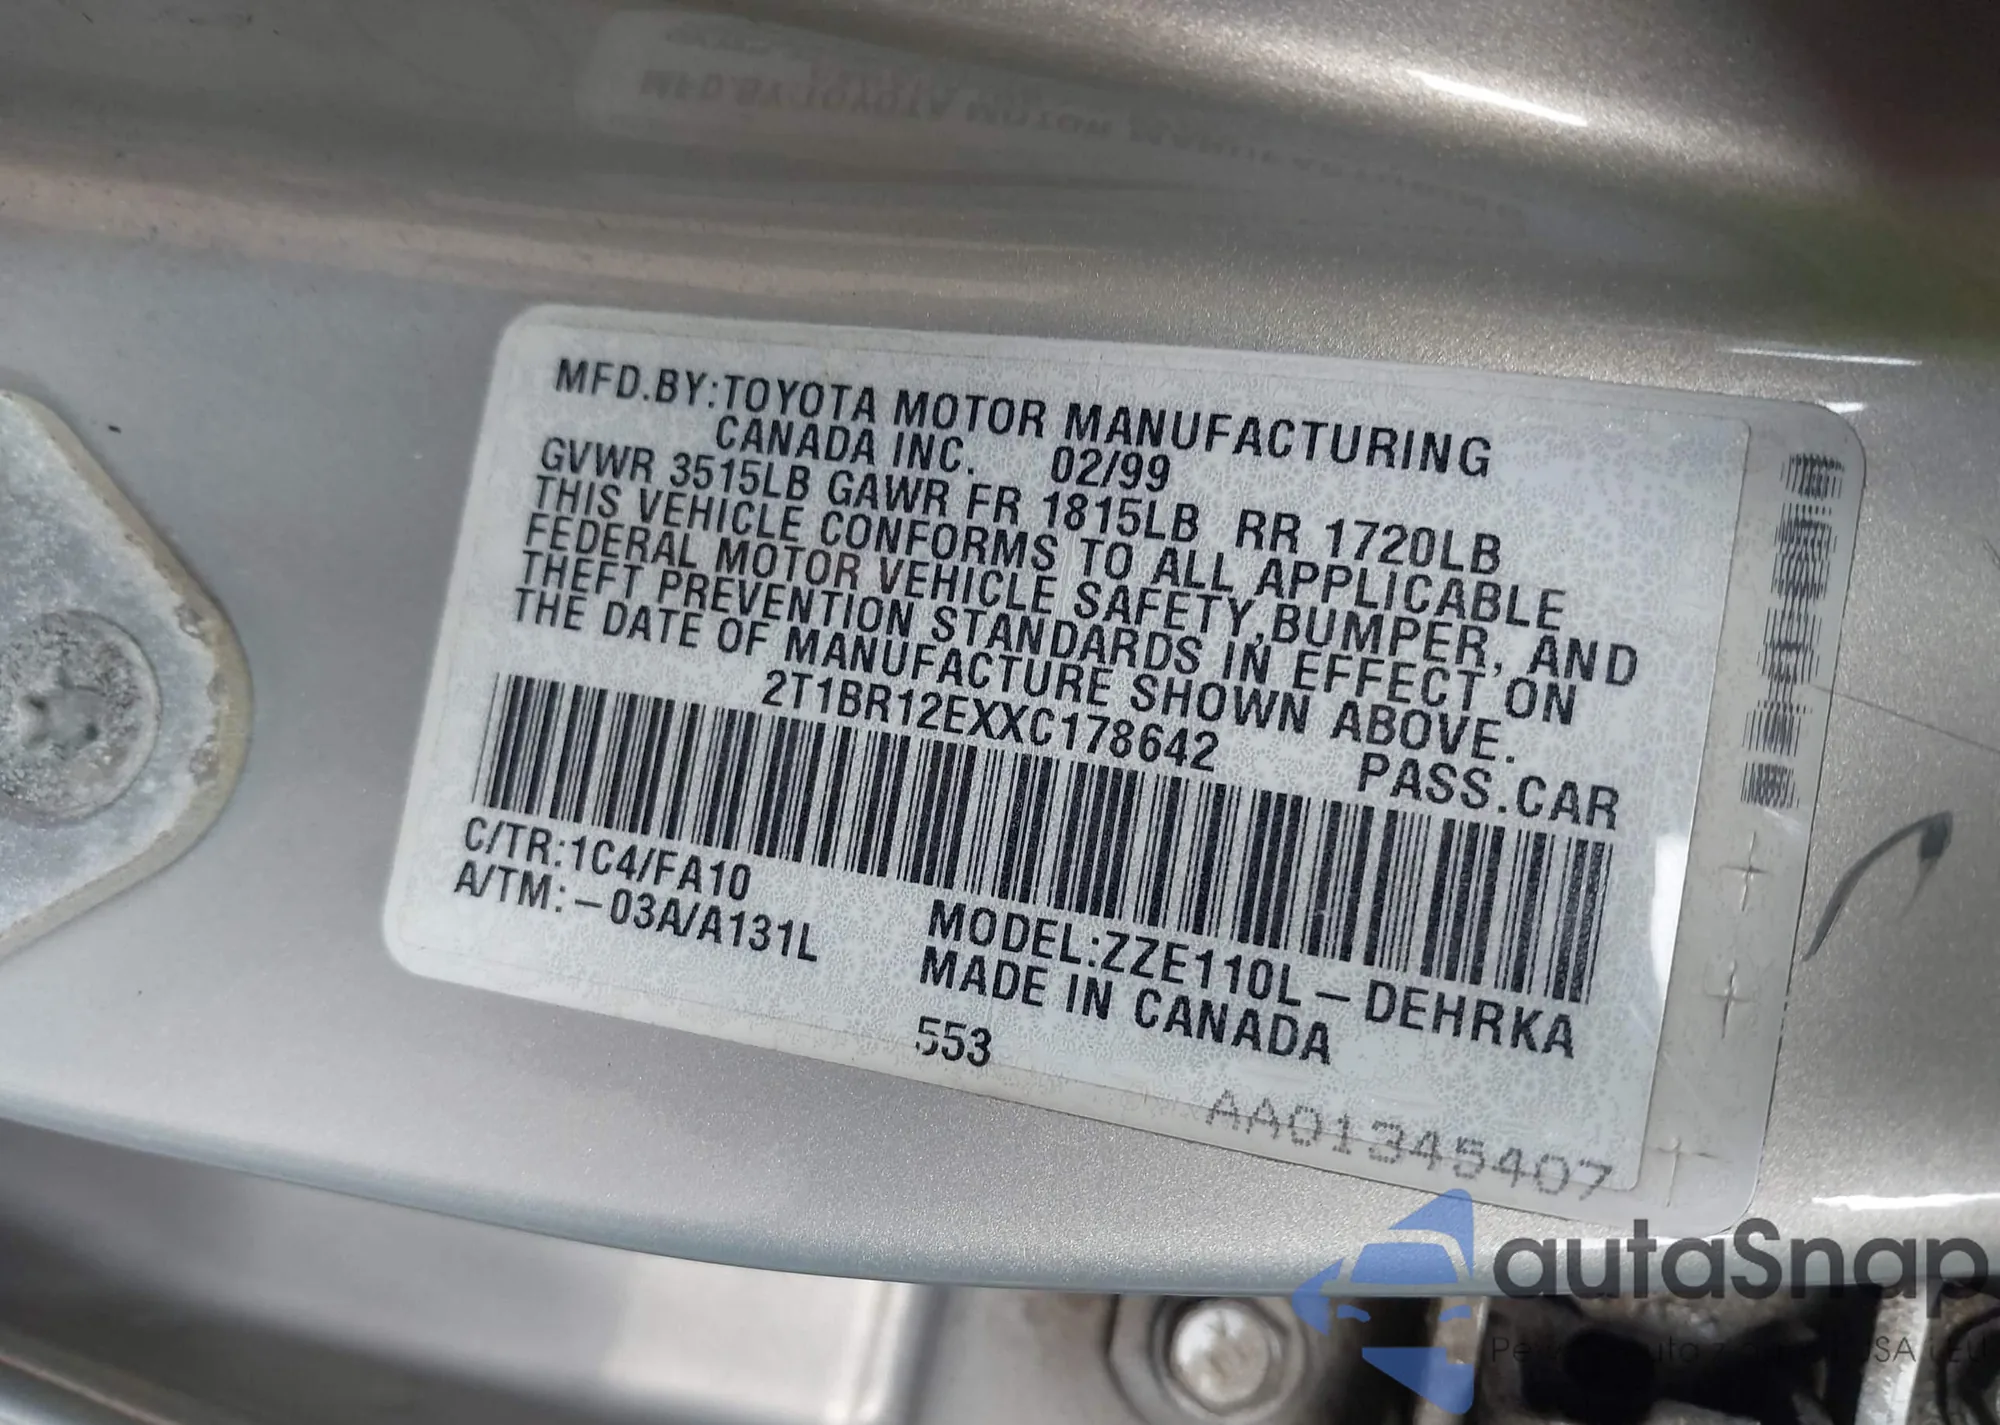 MFD.BY:TOYOTA MOTOR MANUFACTURING
CANADA INC. 02/99
GVWR 3515LB GAWR FR 1815LB RR 1720LB
THIS VEHICLE CONFORMS TO ALL APPLICABLE
FEDERAL MOTOR VEHICLE SAFETY,BUMPER, AND
THEFT PREVENTION STANDARDS IN EFFECT ON
THE DATE OF MANUFACTURE SHOWN ABOVE.
2T1BR12EXXC178642 PASS.CAR
C/TR:1C4/FA10
A/TM:-03A/A131L
MODEL:ZZE110L-DEHRKA
MADE IN CANADA
553
AA01345407
autaSnap